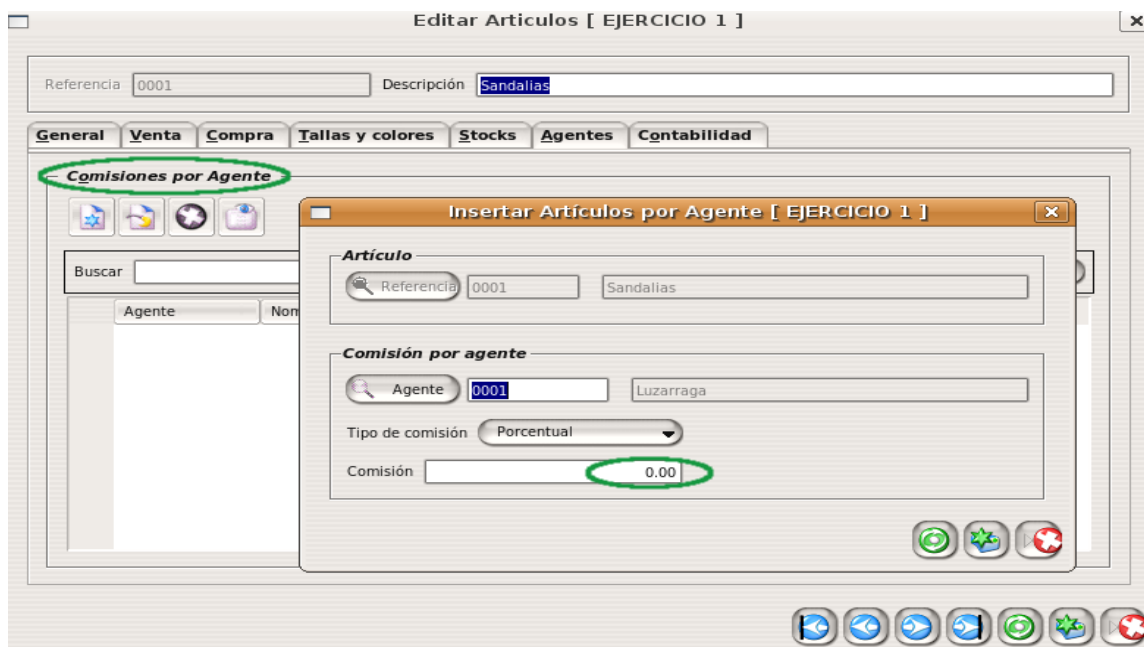 Editar Articulos [ EJERCICIO 1 ]
Referencia 0001 Descripción Sandalias
General Venta Compra Tallas y colores Stocks Agentes Contabilidad
Comisiones por Agente
Insertar Artículos por Agente [ EJERCICIO 1 ]
Artículo
Buscar
Referencia 0001 Sandalias
Agente
Comisión por agente
Agente 0001 Luzarraga
Tipo de comisión Porcentual
Comisión 0.00